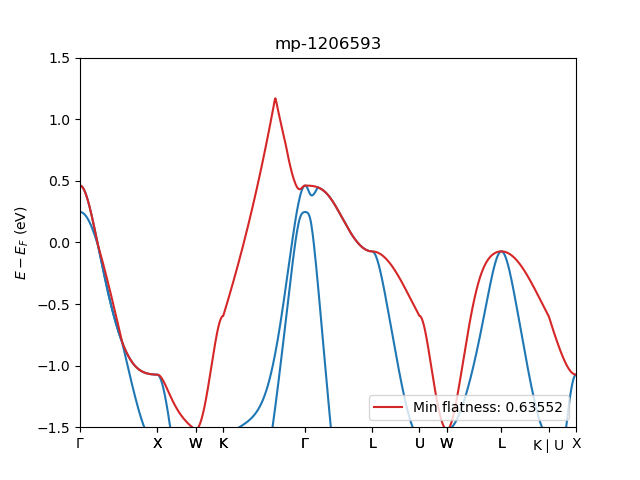 mp-1206593
E − E_F (eV)
1.5
1.0
0.5
0.0
−0.5
−1.0
−1.5
Min flatness: 0.63552
Γ X W K Γ L U W L K | U X